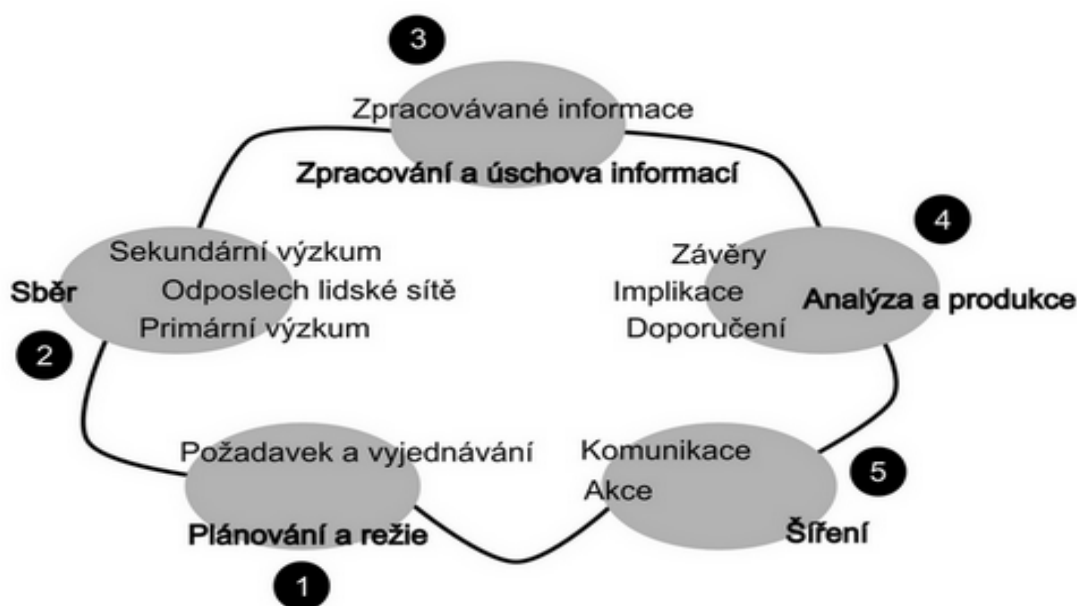 3
Zpracovávané informace
Zpracování a úschova informací
4
Sekundární výzkum
Sběr
Odposlech lidské sítě
Primární výzkum
2
Závěry
Implikace
Analýza a produkce
Doporučení
Požadavek a vyjednávání
Plánování a režie
1
Komunikace
Akce
5
Šíření